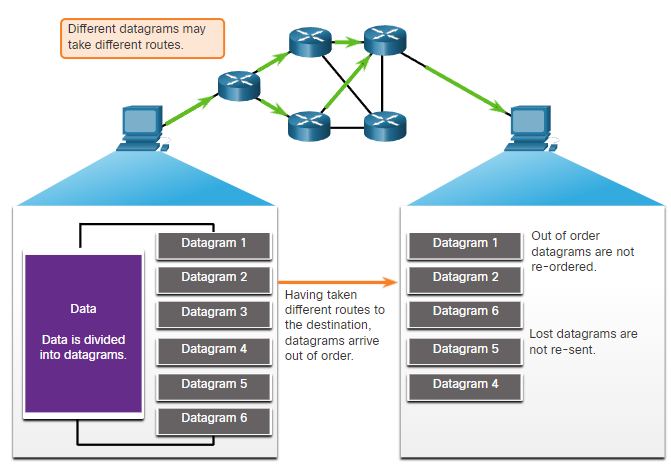 Different datagrams may
take different routes.
Data
Data is divided
into datagrams.
Datagram 1
Datagram 2
Datagram 3
Datagram 4
Datagram 5
Datagram 6
Having taken
different routes to
the destination,
datagrams arrive
out of order.
Datagram 1
Datagram 2
Datagram 6
Datagram 5
Datagram 4
Out of order
datagrams are not
re-ordered.
Lost datagrams are
not re-sent.